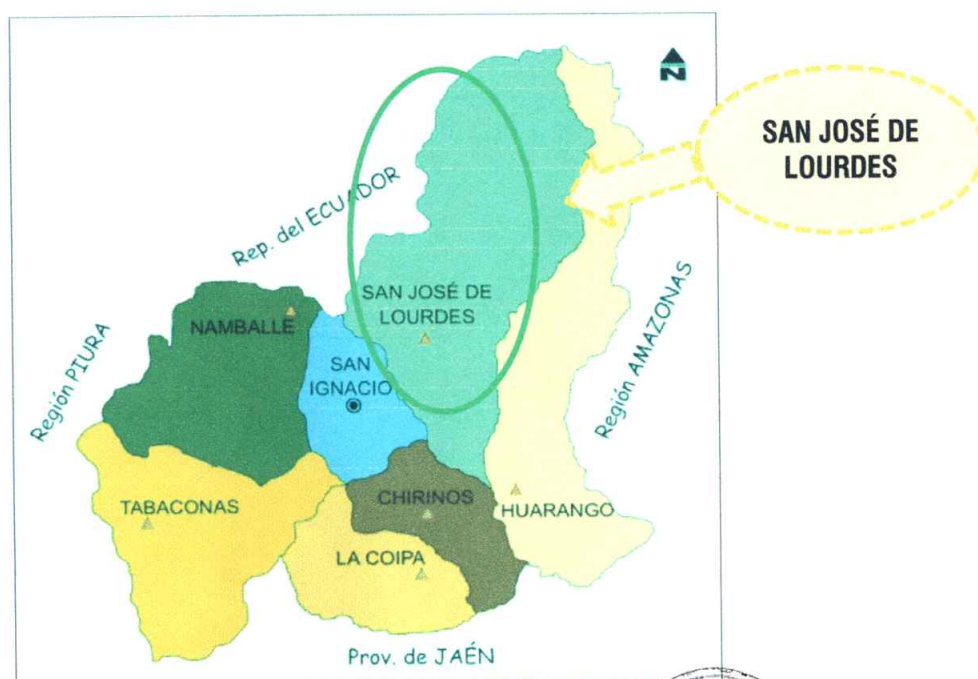 N
SAN JOSÉ DE
LOURDES
Rep. del ECUADOR
SAN JOSÉ DE
LOURDES
NAMBALLE
Región PIURA
SAN
IGNACIO
Región AMAZONAS
TABACONAS
CHIRINOS
HUARANGO
LA COIPA
Prov. de JAÉN